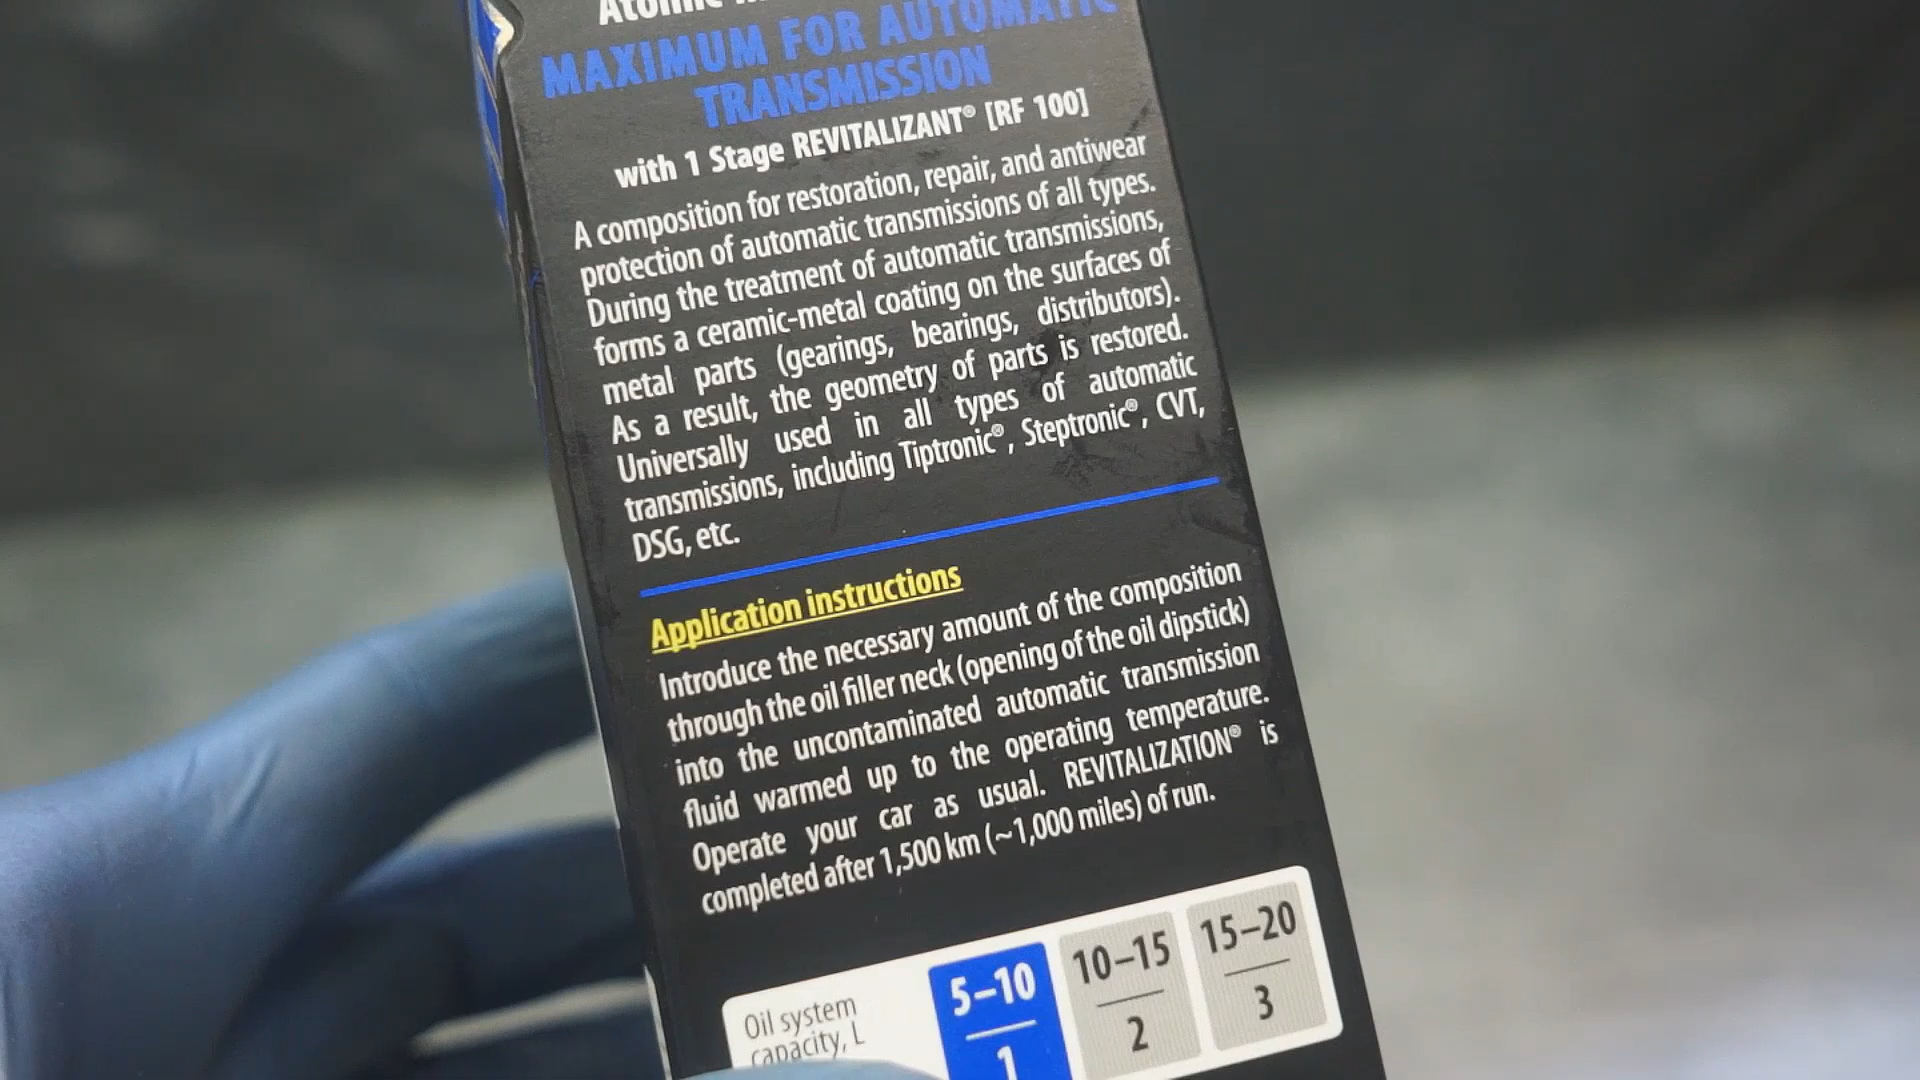 Atomic
MAXIMUM FOR AUTOMATIC
TRANSMISSION
with 1 Stage REVITALIZANT® [RF 100]
A composition for restoration, repair, and antiwear
protection of automatic transmissions of all types.
During the treatment of automatic transmissions,
forms a ceramic-metal coating on the surfaces of
metal parts (gearings, bearings, distributors).
As a result, the geometry of parts is restored.
Universally used in all types of automatic
transmissions, including Tiptronic®, Steptronic®, CVT,
DSG, etc.
Application instructions
Introduce the necessary amount of the composition
through the oil filler neck (opening of the oil dipstick)
into the uncontaminated automatic transmission
fluid warmed up to the operating temperature.
Operate your car as usual. REVITALIZATION® is
completed after 1,500 km (~1,000 miles) of run.
Oil system 5–10 10–15 15–20
capacity, L 1 2 3